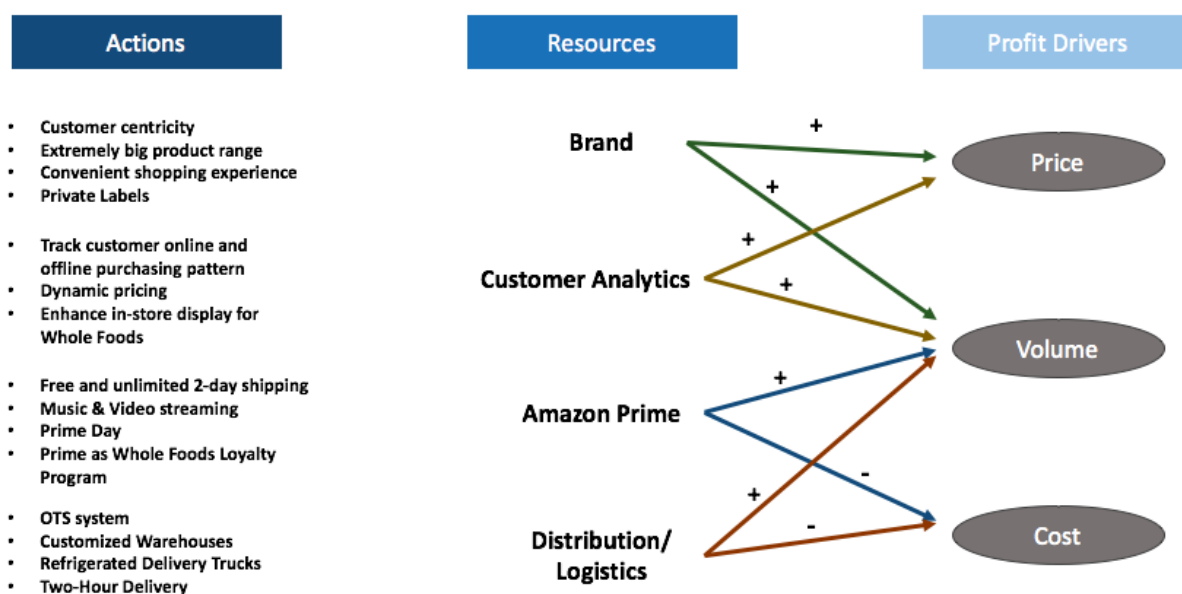 Actions
Resources
Profit Drivers
• Customer centricity
• Extremely big product range
• Convenient shopping experience
• Private Labels
• Track customer online and
offline purchasing pattern
• Dynamic pricing
• Enhance in-store display for
Whole Foods
• Free and unlimited 2-day shipping
• Music & Video streaming
• Prime Day
• Prime as Whole Foods Loyalty
Program
• OTS system
• Customized Warehouses
• Refrigerated Delivery Trucks
• Two-Hour Delivery
Brand
Customer Analytics
Amazon Prime
Distribution/
Logistics
+
+
+
+
+
-
+
-
Price
Volume
Cost